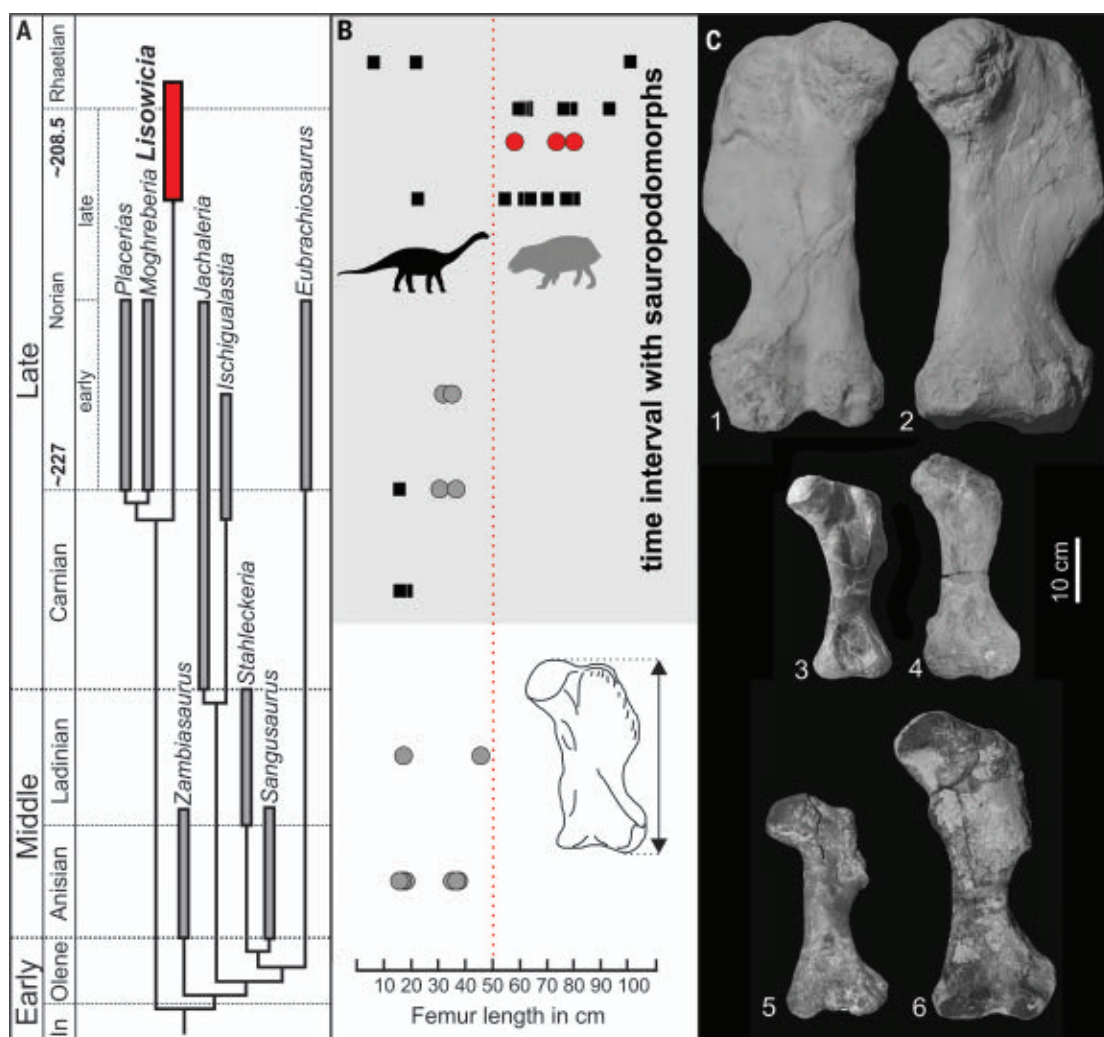 A
B
C
Late
Middle
Early
Rhaetian
Norian
Carnian
Ladinian
Anisian
Olene
In
~208.5
~227
late
early
Placerias
Moghreberia
Lisowicia
Jachaleria
Ischigualastia
Eubrachiosaurus
Zambiasaurus
Stahleckeria
Sangusaurus
time interval with sauropodomorphs
10 20 30 40 50 60 70 80 90 100
Femur length in cm
1
2
3
4
10 cm
5
6